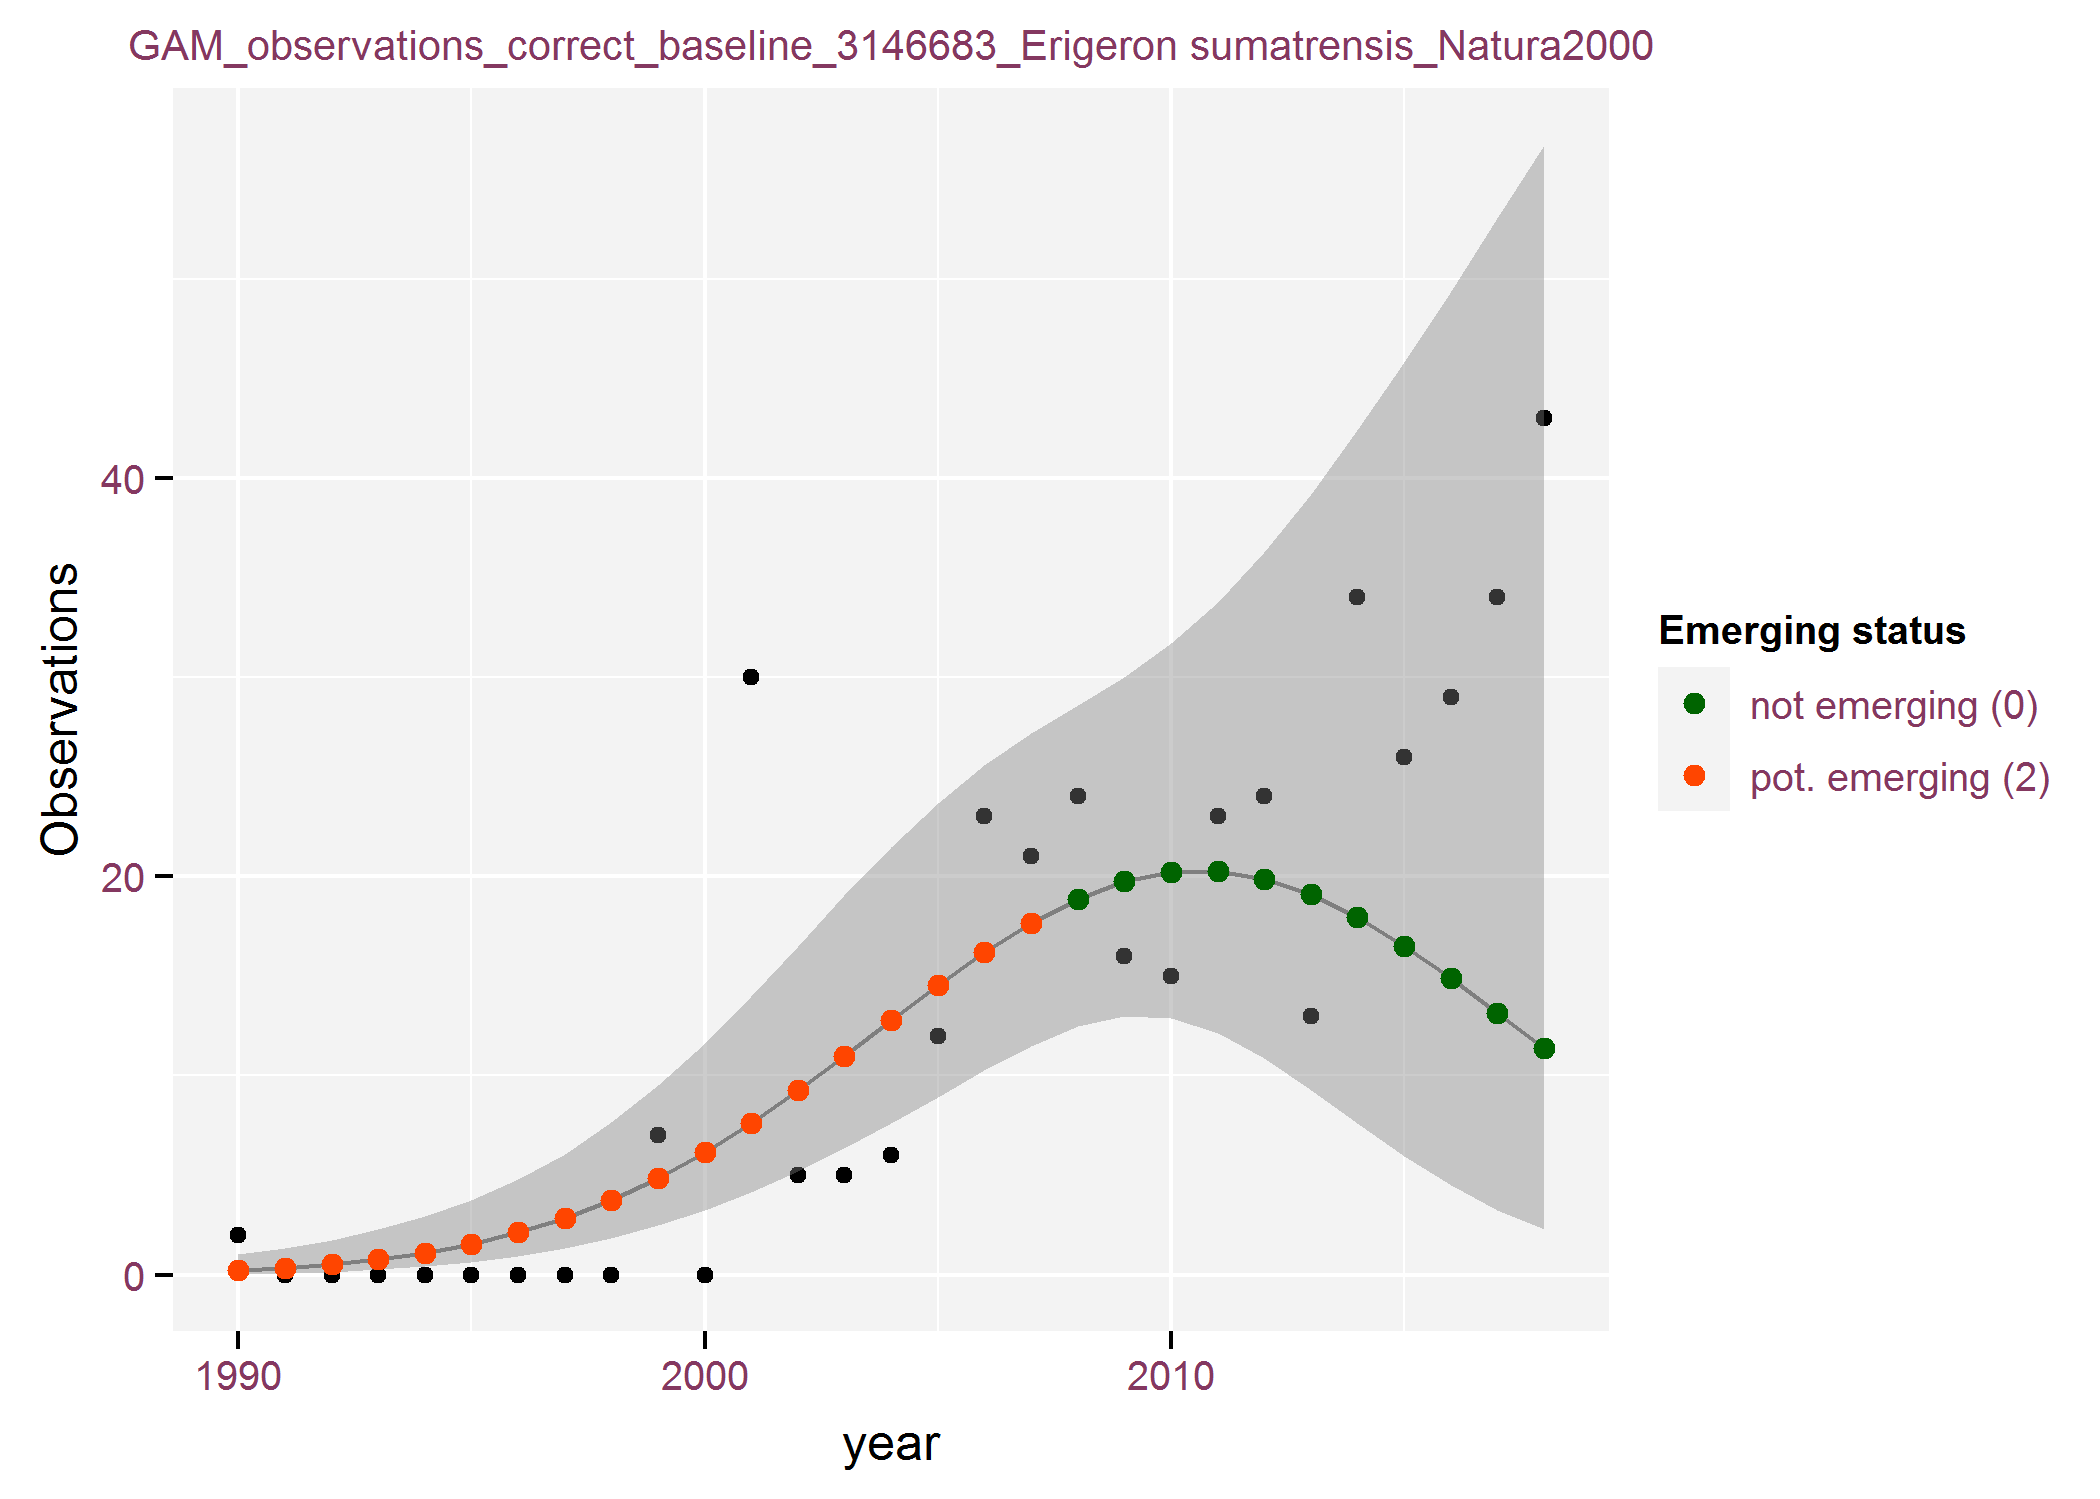 GAM_observations_correct_baseline_3146683_Erigeron sumatrensis_Natura2000
Observations
40
20
0
1990
2000
2010
year
Emerging status
not emerging (0)
pot. emerging (2)